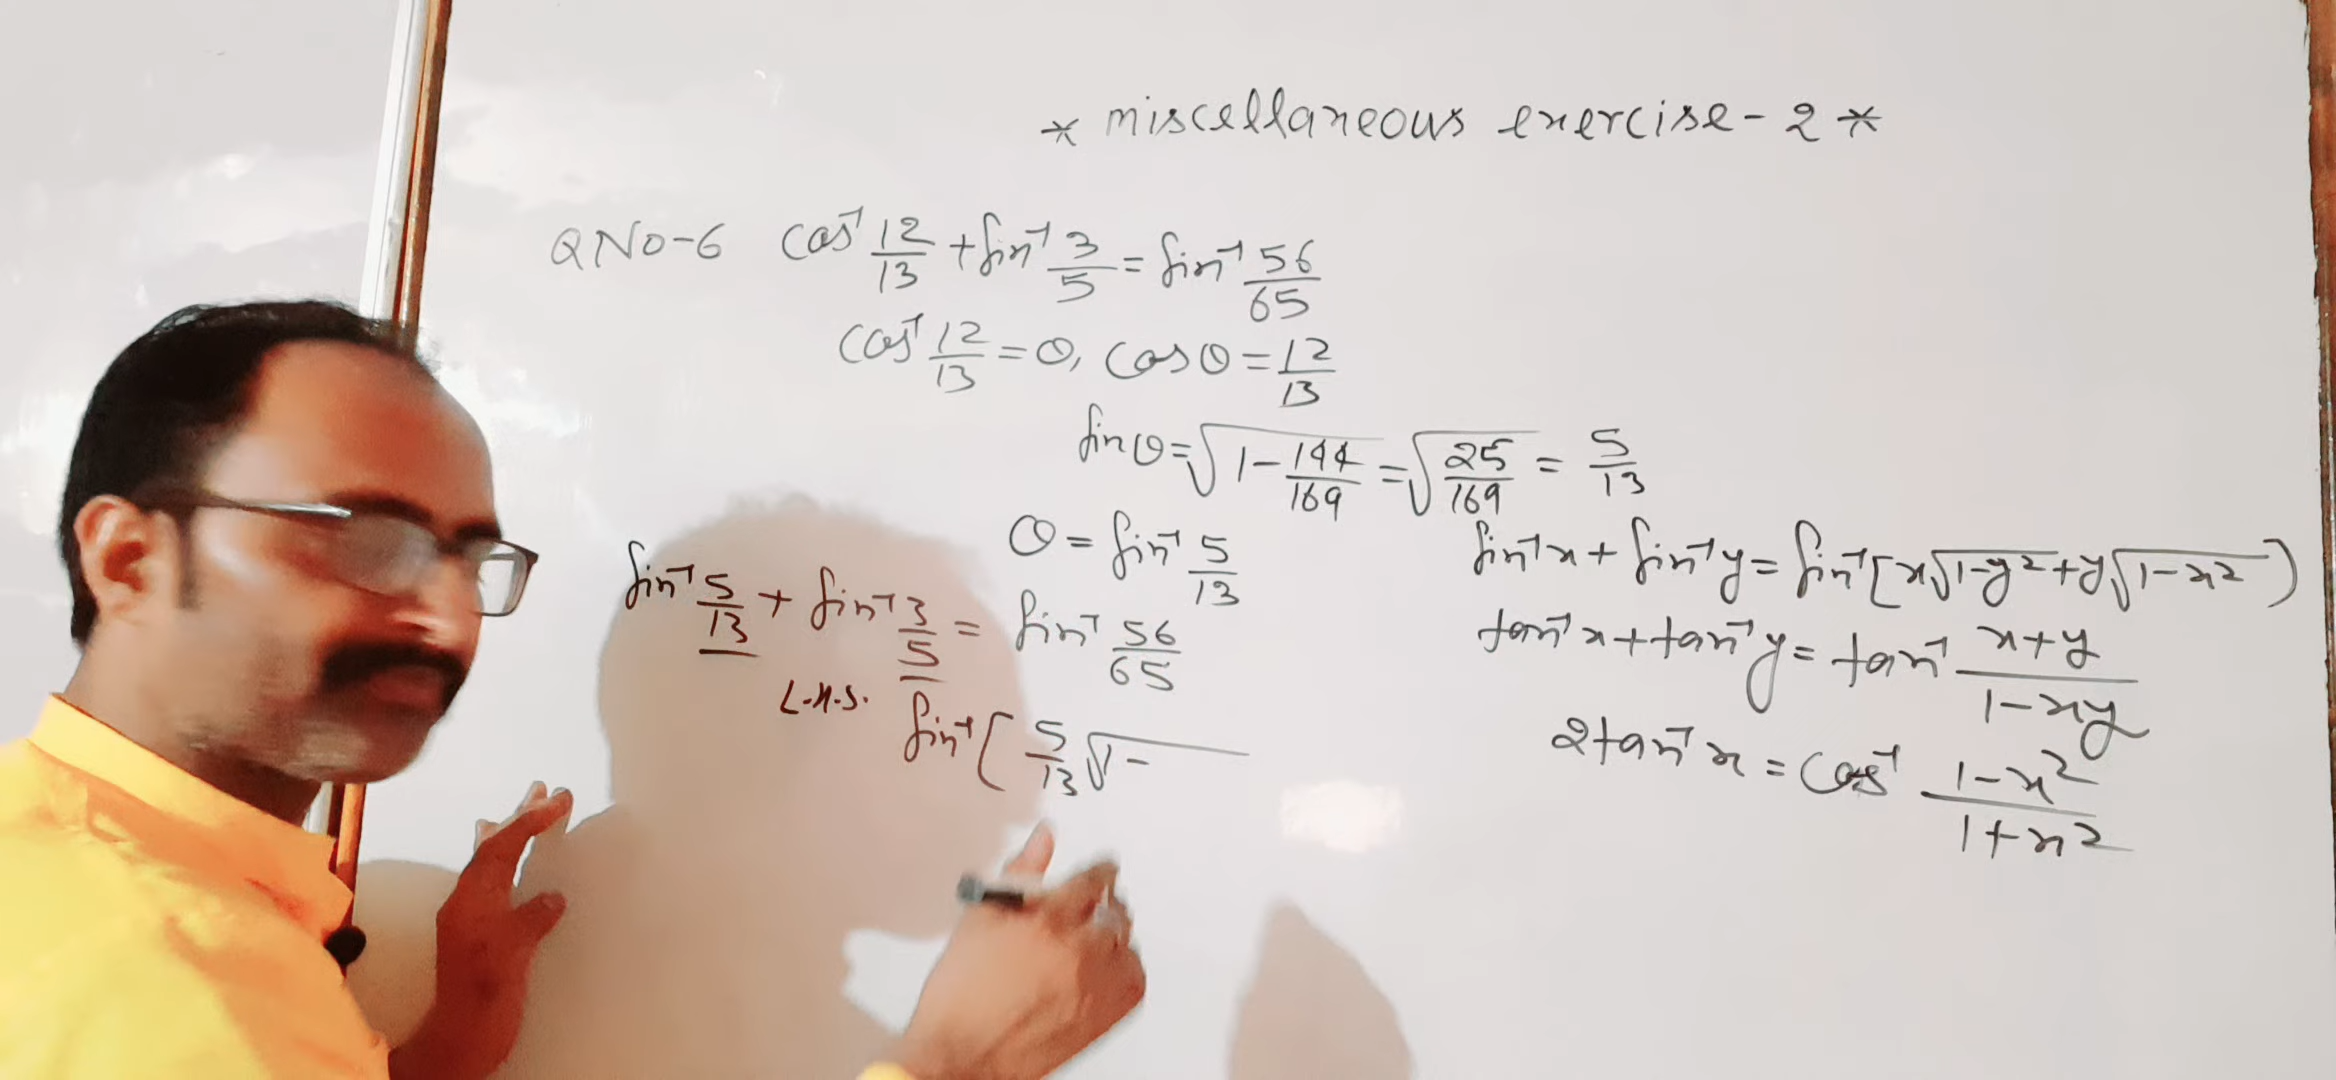 * miscellaneous exercise-2 *
QNO-6 cos⁻¹ 12/13 + sin⁻¹ 3/5 = sin⁻¹ 56/65
cos⁻¹ 12/13 = θ, cosθ = 12/13
sinθ = √(1 - 144/169) = √(25/169) = 5/13
θ = sin⁻¹ 5/13
sin⁻¹ 5/13 + sin⁻¹ 3/5 = sin⁻¹ 56/65
L.H.S. sin⁻¹[5/13 √1-
sin⁻¹x + sin⁻¹y = sin⁻¹[x√1-y² + y√1-x²)
tan⁻¹x + tan⁻¹y = tan⁻¹ x+y/1-xy
2tan⁻¹x = cos⁻¹ 1-x²/1+x²